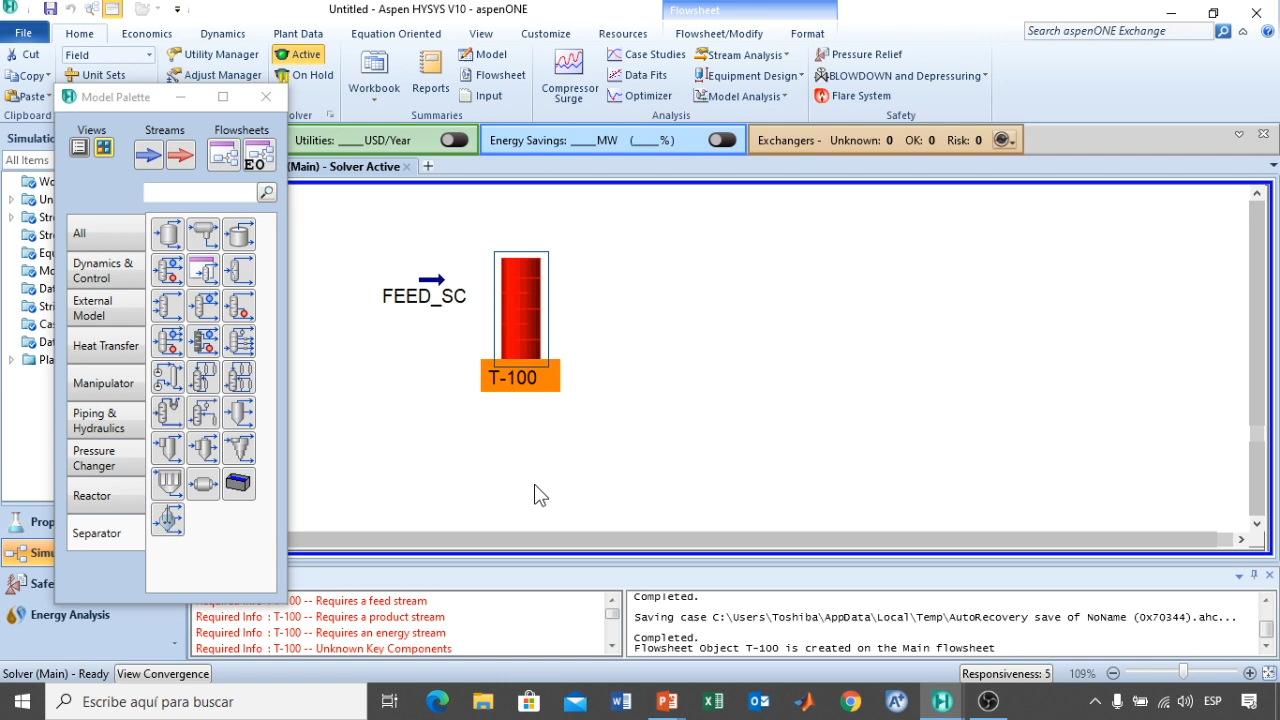 Untitled - Aspen HYSYS V10 - aspenONE
Flowsheet
File
Home
Economics
Dynamics
Plant Data
Equation Oriented
View
Customize
Resources
Flowsheet/Modify
Format
Search aspenONE Exchange
Cut
Copy
Paste
Clipboard
Field
Unit Sets
Utility Manager
Adjust Manager
Active
On Hold
Solver
Workbook
Reports
Model
Flowsheet
Input
Summaries
Compressor
Surge
Case Studies
Data Fits
Optimizer
Stream Analysis
Equipment Design
Model Analysis
Analysis
Pressure Relief
BLOWDOWN and Depressuring
Flare System
Safety
Model Palette
Views
Streams
Flowsheets
EO
All
Dynamics &
Control
External
Model
Heat Transfer
Manipulator
Piping &
Hydraulics
Pressure
Changer
Reactor
Separator
All Items
Utilities: ____USD/Year
Energy Savings: ____MW (____%)
Exchangers - Unknown: 0 OK: 0 Risk: 0
(Main) - Solver Active
FEED_SC
T-100
Energy Analysis
-- Requires a feed stream
Required Info : T-100 -- Requires a product stream
Required Info : T-100 -- Requires an energy stream
Required Info : T-100 -- Unknown Key Components
Completed.
Saving case C:\Users\Toshiba\AppData\Local\Temp\AutoRecovery save of NoName (0x70344).ahc...
Completed.
Flowsheet Object T-100 is created on the Main flowsheet
Solver (Main) - Ready
View Convergence
Responsiveness: 5
109%
Escribe aquí para buscar
ESP